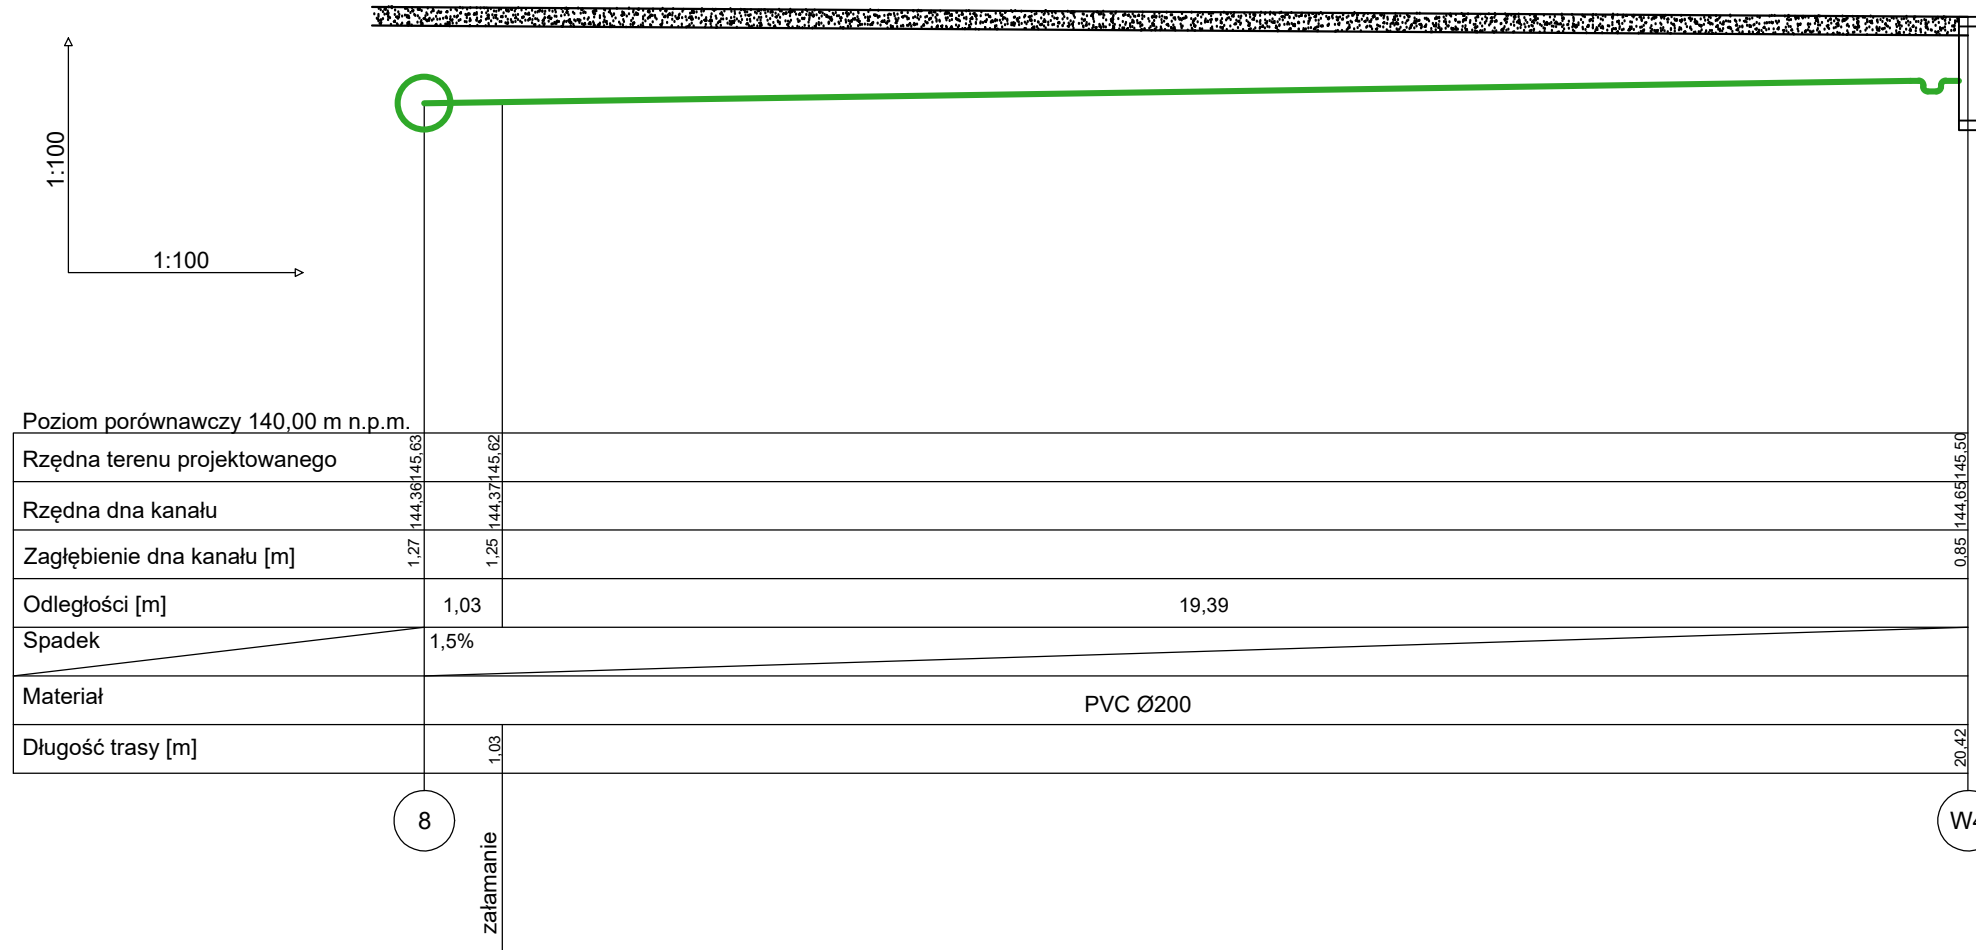 1:100
1:100
Poziom porównawczy 140,00 m n.p.m.
Rzędna terenu projektowanego 145,63 145,62 145,50
Rzędna dna kanału 144,36 144,37 144,65
Zagłębienie dna kanału [m] 1,27 1,25 0,85
Odległości [m] 1,03 19,39
Spadek 1,5%
Materiał PVC Ø200
Długość trasy [m] 1,03 20,42
8 W4
załamanie